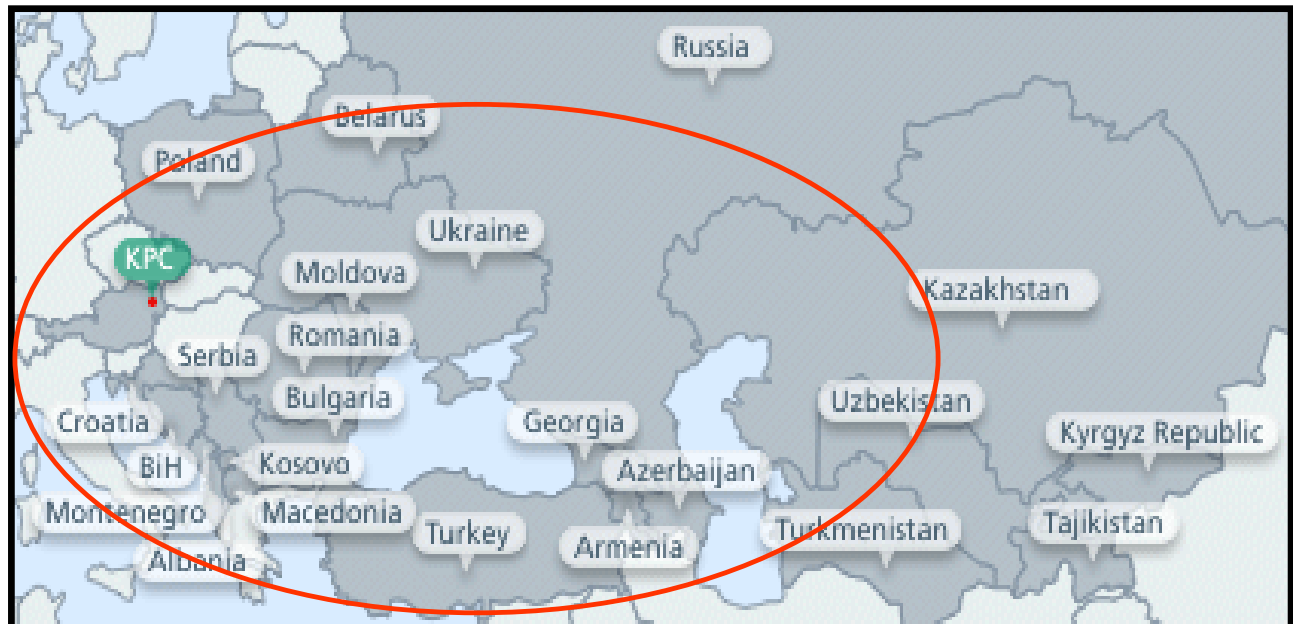 Russia
Belarus
Poland
Ukraine
KPC
Moldova
Kazakhstan
Romania
Serbia
Bulgaria
Uzbekistan
Croatia
Georgia
Kyrgyz Republic
BiH
Kosovo
Azerbaijan
Montenegro
Macedonia
Turkey
Turkmenistan
Tajikistan
Armenia
Albania